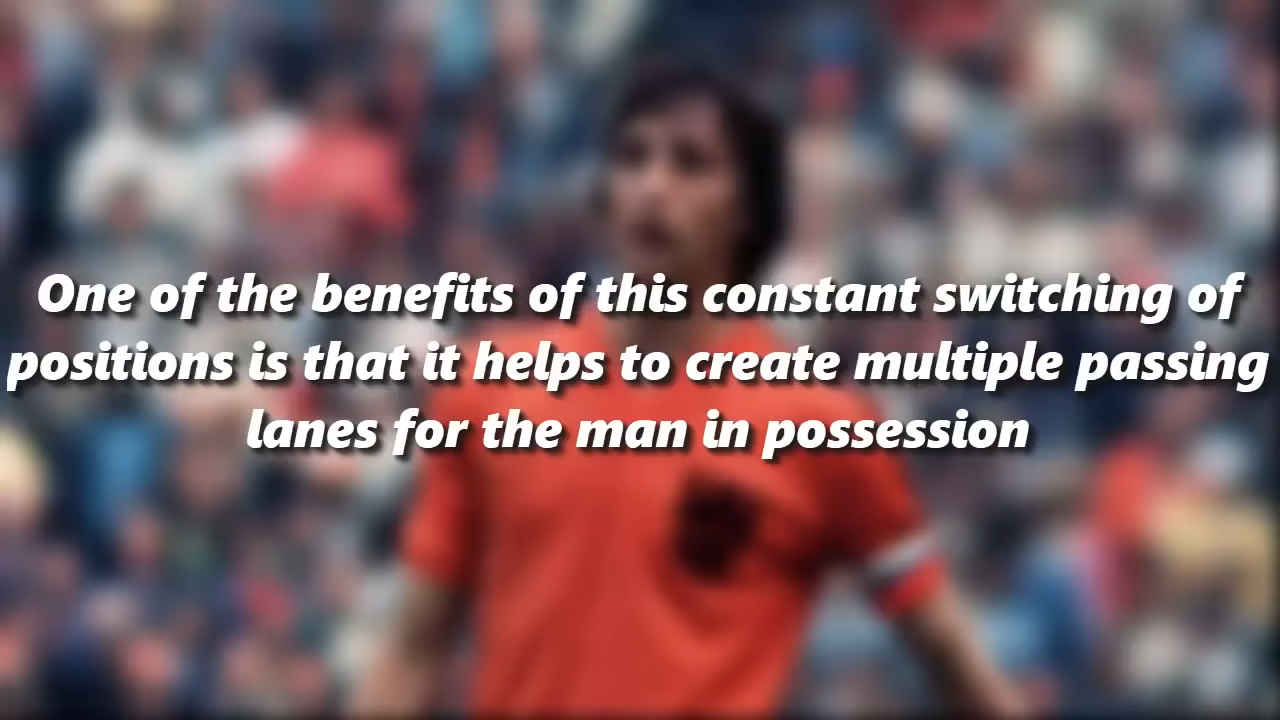 One of the benefits of this constant switching of
positions is that it helps to create multiple passing
lanes for the man in possession